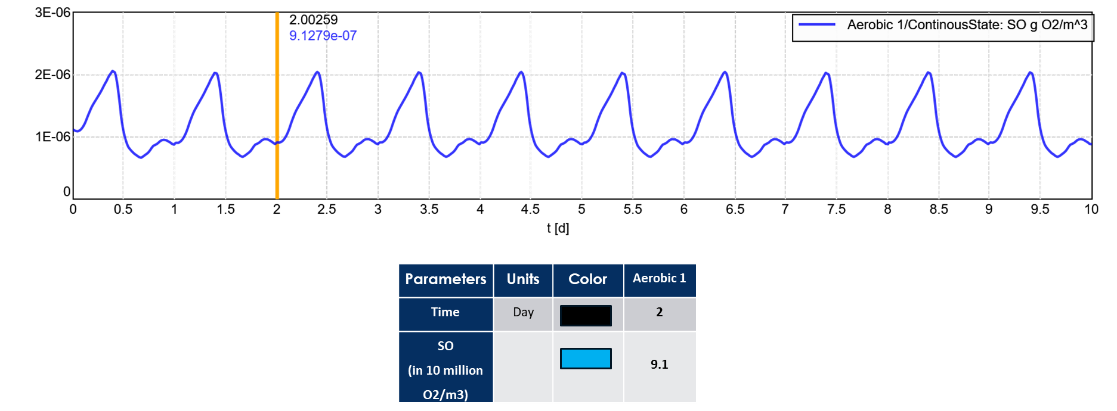 3E-06
2.00259
9.1279e-07
Aerobic 1/ContinousState: SO g O2/m^3
2E-06
1E-06
0
0 0.5 1 1.5 2 2.5 3 3.5 4 4.5 5 5.5 6 6.5 7 7.5 8 8.5 9 9.5 10
t [d]
Parameters Units Color Aerobic 1
Time Day 2
SO
(in 10 million
O2/m3)
9.1